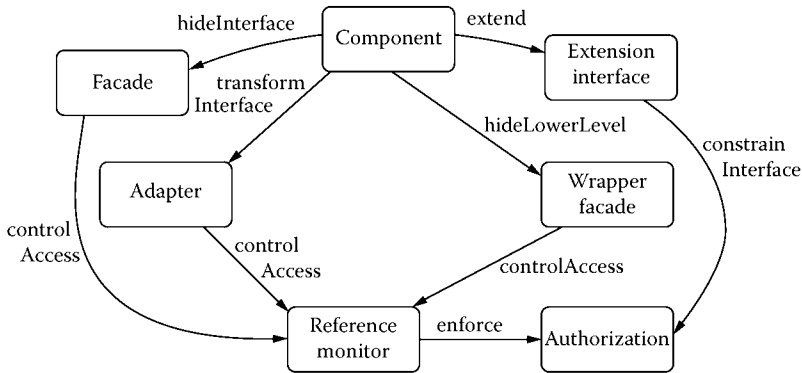 hideInterface
Component
extend
Facade
transform
Interface
Extension
interface
hideLowerLevel
constrain
Interface
Adapter
Wrapper
facade
control
Access
control
Access
controlAccess
Reference
monitor
enforce
Authorization